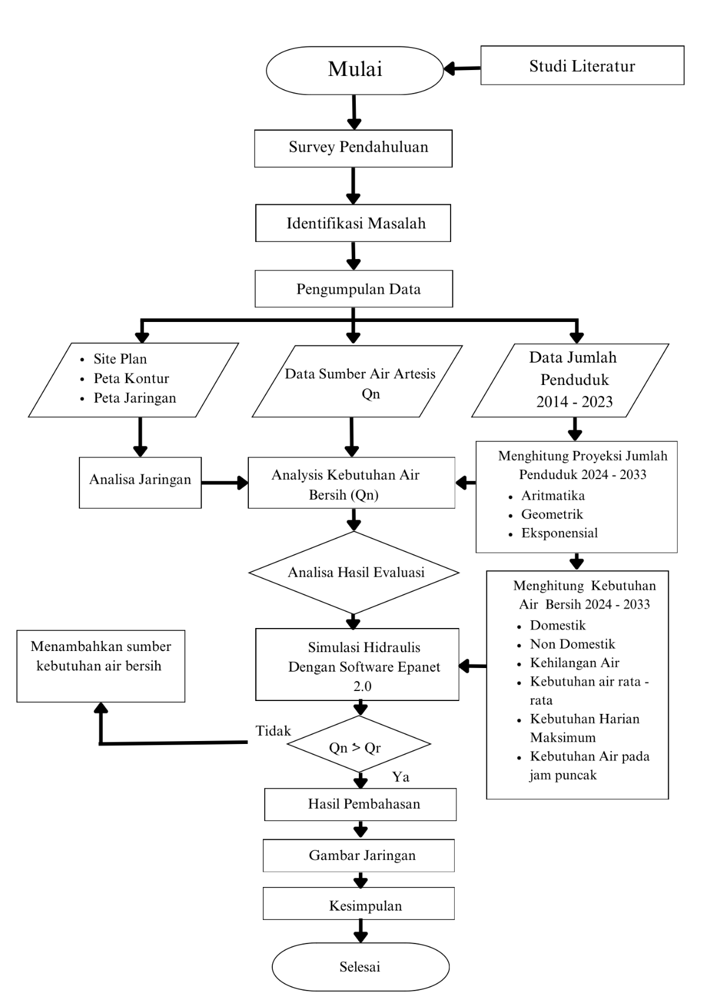 Mulai
Studi Literatur
Survey Pendahuluan
Identifikasi Masalah
Pengumpulan Data
• Site Plan
• Peta Kontur
• Peta Jaringan
Data Sumber Air Artesis
Qn
Data Jumlah
Penduduk
2014 - 2023
Analisa Jaringan
Analysis Kebutuhan Air
Bersih (Qn)
Menghitung Proyeksi Jumlah
Penduduk 2024 - 2033
• Aritmatika
• Geometrik
• Eksponensial
Analisa Hasil Evaluasi
Menghitung Kebutuhan
Air Bersih 2024 - 2033
• Domestik
• Non Domestik
• Kehilangan Air
• Kebutuhan air rata -
rata
• Kebutuhan Harian
Maksimum
• Kebutuhan Air pada
jam puncak
Menambahkan sumber
kebutuhan air bersih
Simulasi Hidraulis
Dengan Software Epanet
2.0
Tidak
Qn > Qr
Ya
Hasil Pembahasan
Gambar Jaringan
Kesimpulan
Selesai